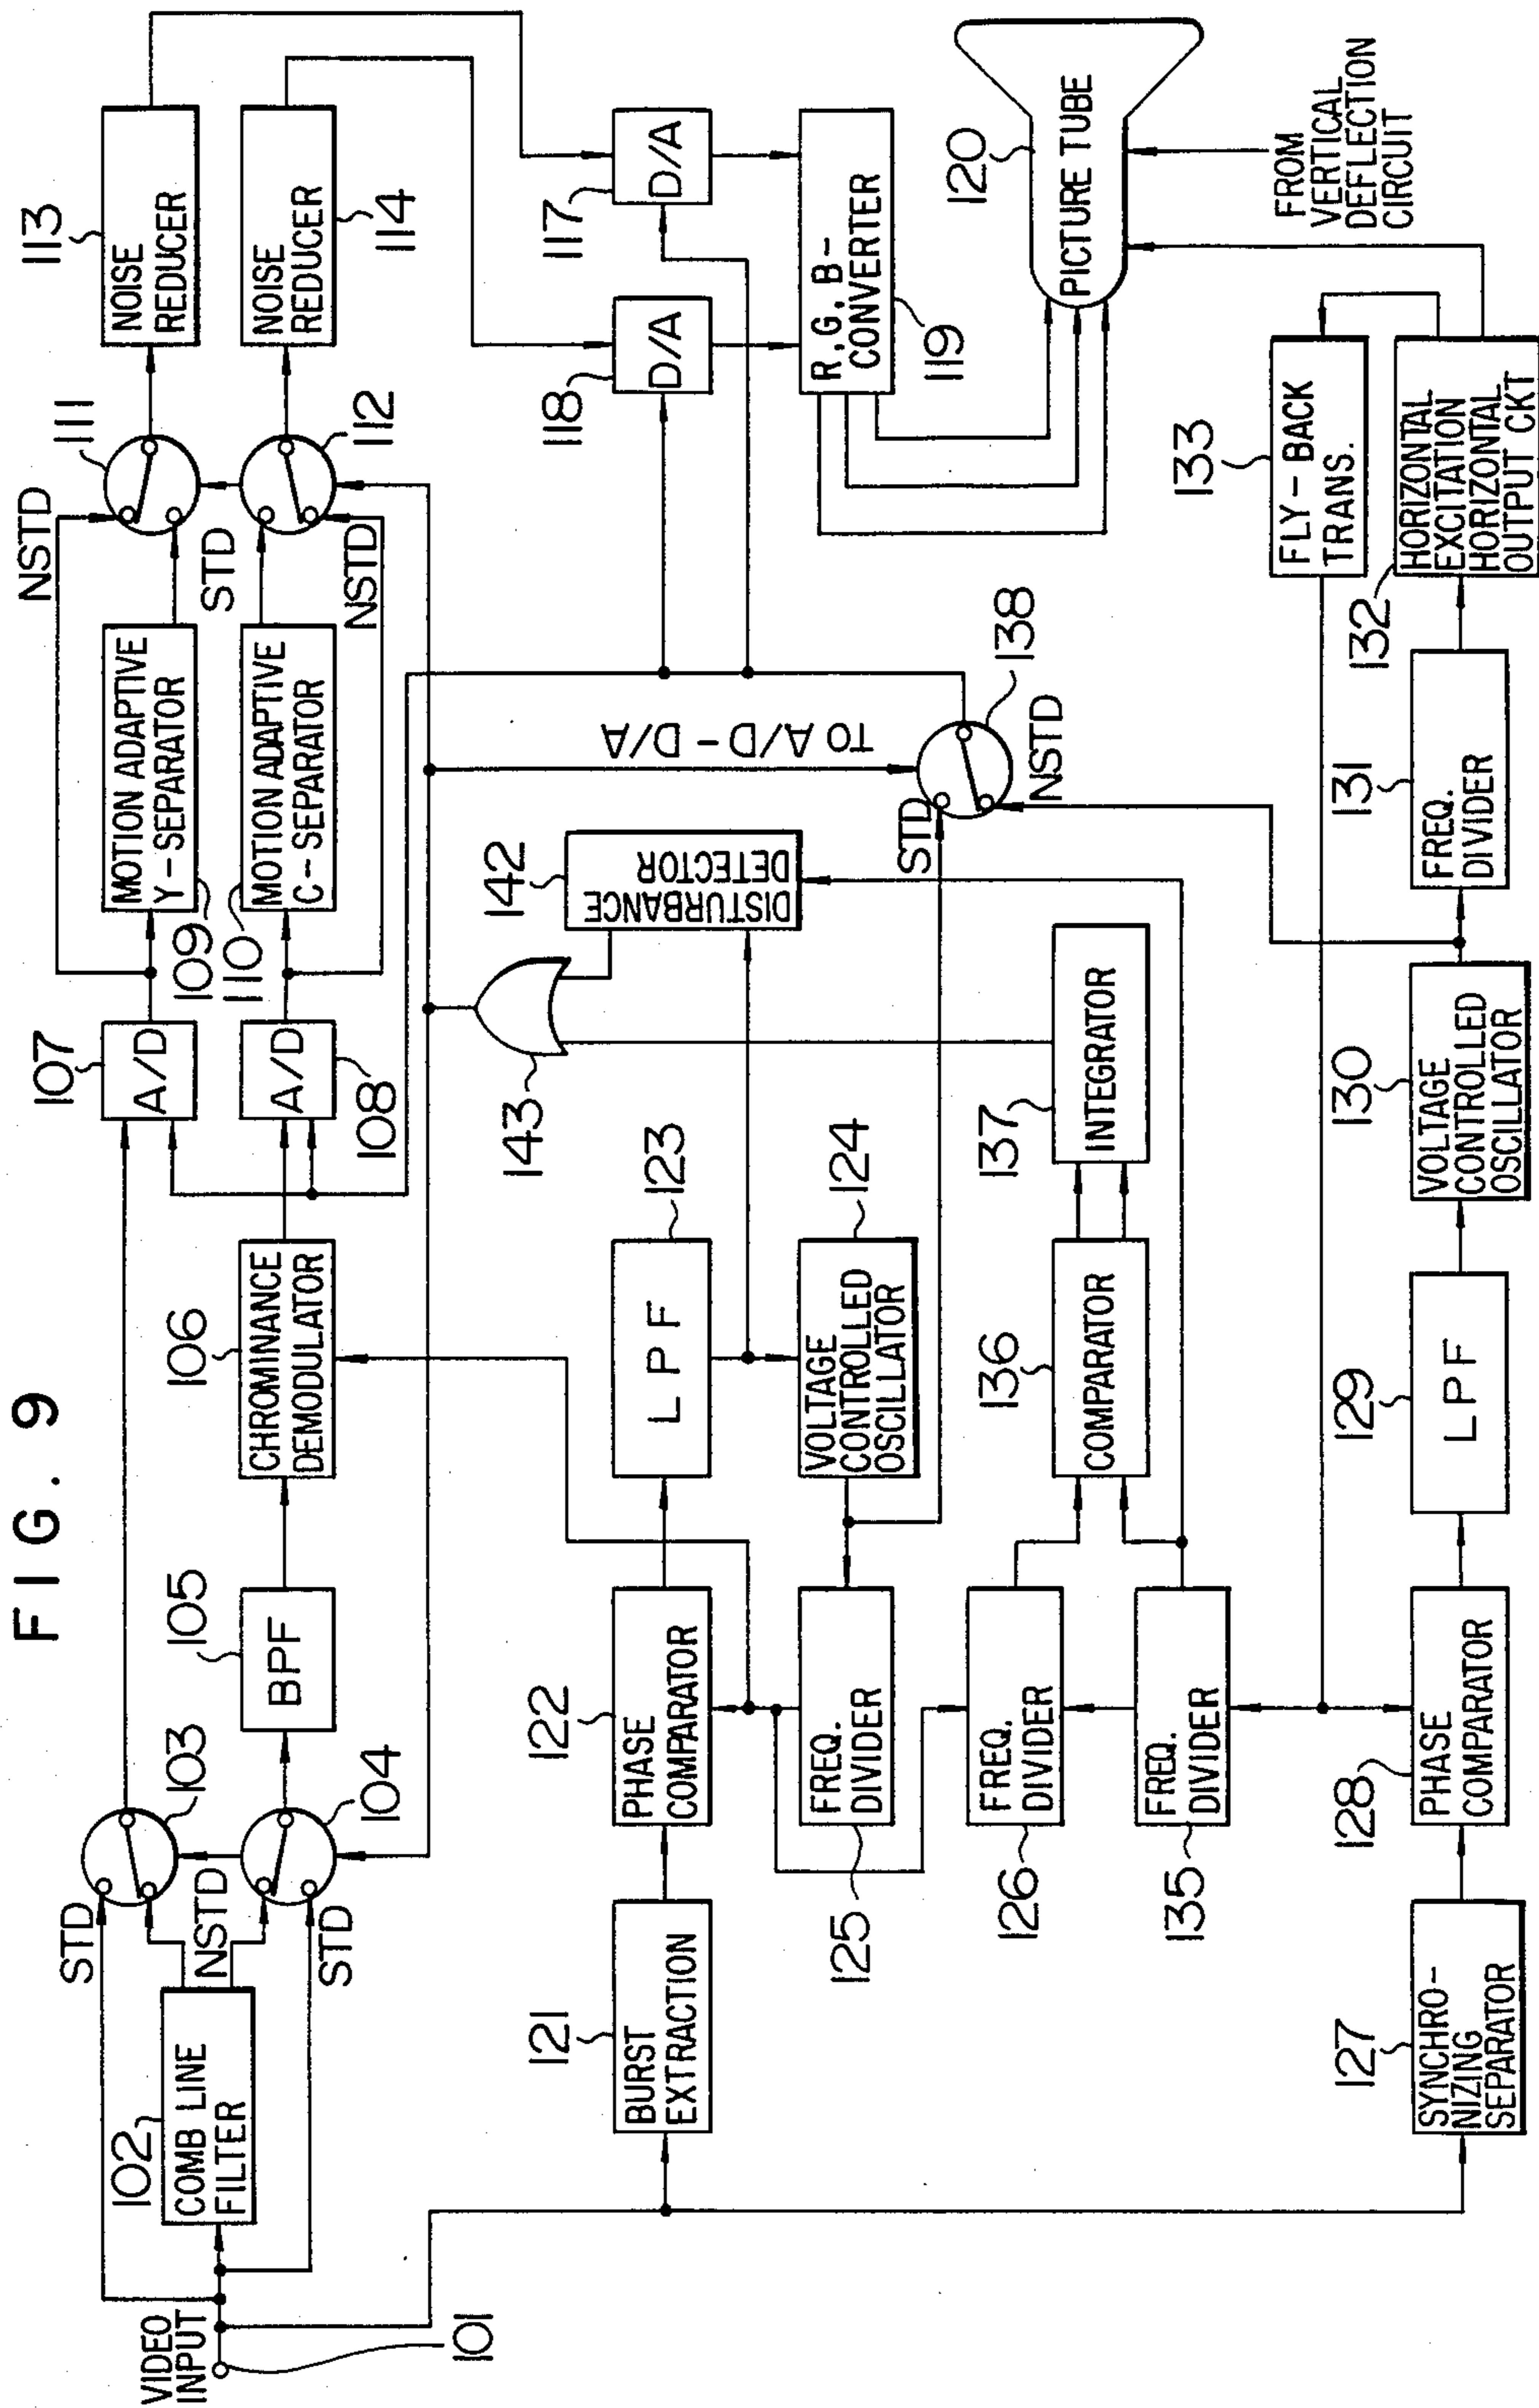 FIG. 9
VIDEO
INPUT
101
102
COMB LINE
FILTER
STD
NSTD
STD
103
104
105
BPF
106
CHROMINANCE
DEMODULATOR
107
A/D
A/D
108
NSTD
MOTION ADAPTIVE
Y-SEPARATOR
109
110
MOTION ADAPTIVE
C-SEPARATOR
STD
NSTD
111
112
113
NOISE
REDUCER
NOISE
REDUCER
114
117
D/A
118
D/A
R, G, B-
CONVERTER
119
120
PICTURE TUBE
FROM
VERTICAL
DEFLECTION
CIRCUIT
121
BURST
EXTRACTION
122
PHASE
COMPARATOR
LPF
123
124
VOLTAGE
CONTROLLED
OSCILLATOR
FREQ.
DIVIDER
125
FREQ.
DIVIDER
126
FREQ.
DIVIDER
135
136
COMPARATOR
137
INTEGRATOR
143
142
DISTURBANCE
DETECTOR
TO A/D - D/A
STD
NSTD
138
127
SYNCHRO-
NIZING
SEPARATOR
128
PHASE
COMPARATOR
129
LPF
130
VOLTAGE
CONTROLLED
OSCILLATOR
131
FREQ.
DIVIDER
132
HORIZONTAL
EXCITATION
HORIZONTAL
OUTPUT CKT
133
FLY-BACK
TRANS.